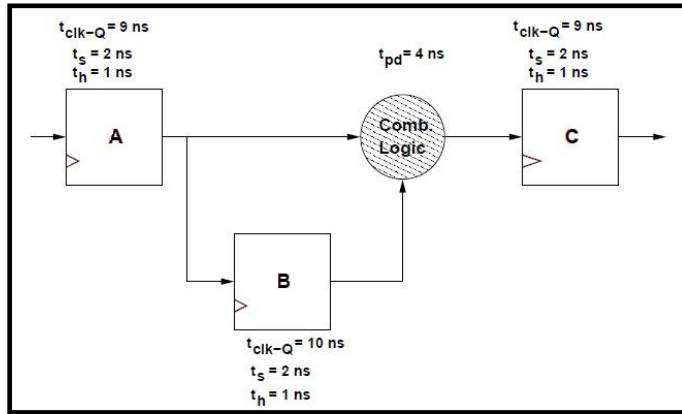 t_clk−Q = 9 ns
t_s = 2 ns
t_h = 1 ns
A
t_pd = 4 ns
Comb.
Logic
t_clk−Q = 9 ns
t_s = 2 ns
t_h = 1 ns
C
B
t_clk−Q = 10 ns
t_s = 2 ns
t_h = 1 ns